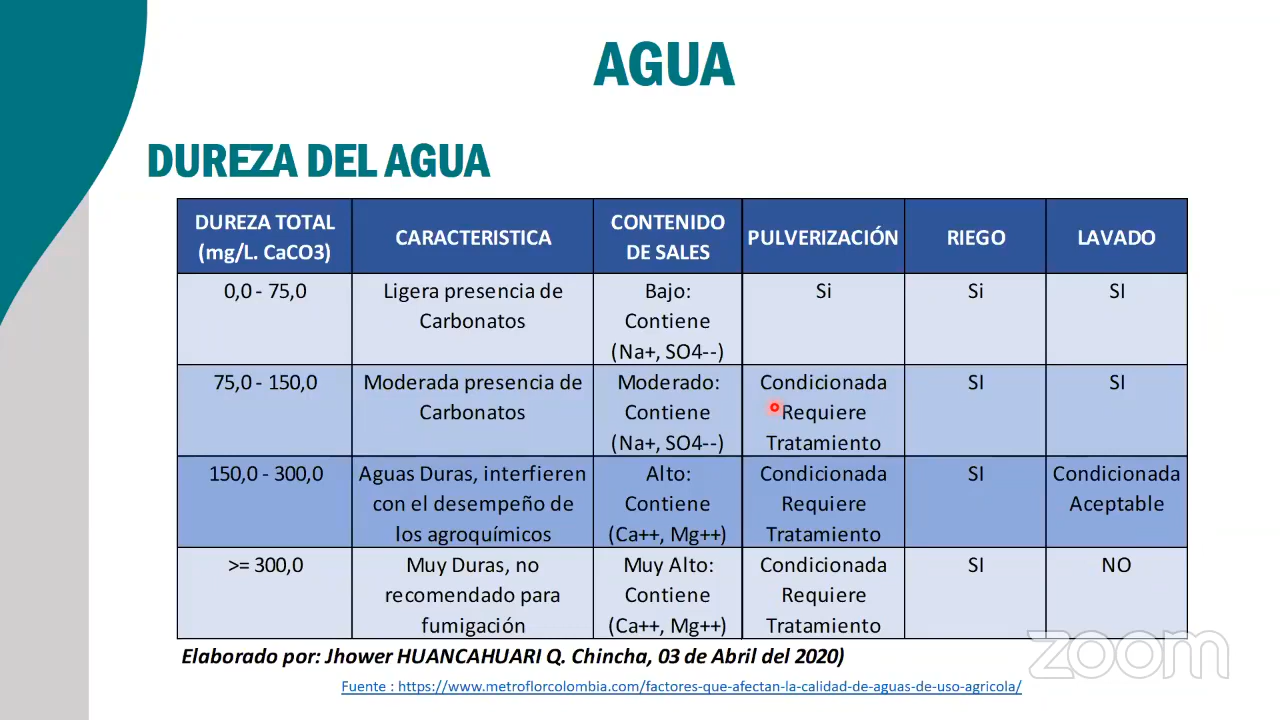 AGUA
DUREZA DEL AGUA
DUREZA TOTAL
(mg/L. CaCO3)
CARACTERISTICA
CONTENIDO
DE SALES
PULVERIZACIÓN
RIEGO
LAVADO
0,0 - 75,0
Ligera presencia de
Carbonatos
Bajo:
Contiene
(Na+, SO4--)
Si
Si
SI
75,0 - 150,0
Moderada presencia de
Carbonatos
Moderado:
Contiene
(Na+, SO4--)
Condicionada
Requiere
Tratamiento
SI
SI
150,0 - 300,0
Aguas Duras, interfieren
con el desempeño de
los agroquímicos
Alto:
Contiene
(Ca++, Mg++)
Condicionada
Requiere
Tratamiento
SI
Condicionada
Aceptable
>= 300,0
Muy Duras, no
recomendado para
fumigación
Muy Alto:
Contiene
(Ca++, Mg++)
Condicionada
Requiere
Tratamiento
SI
NO
Elaborado por: Jhower HUANCAHUARI Q. Chincha, 03 de Abril del 2020)
Fuente : https://www.metroflorcolombia.com/factores-que-afectan-la-calidad-de-aguas-de-uso-agricola/
zoom